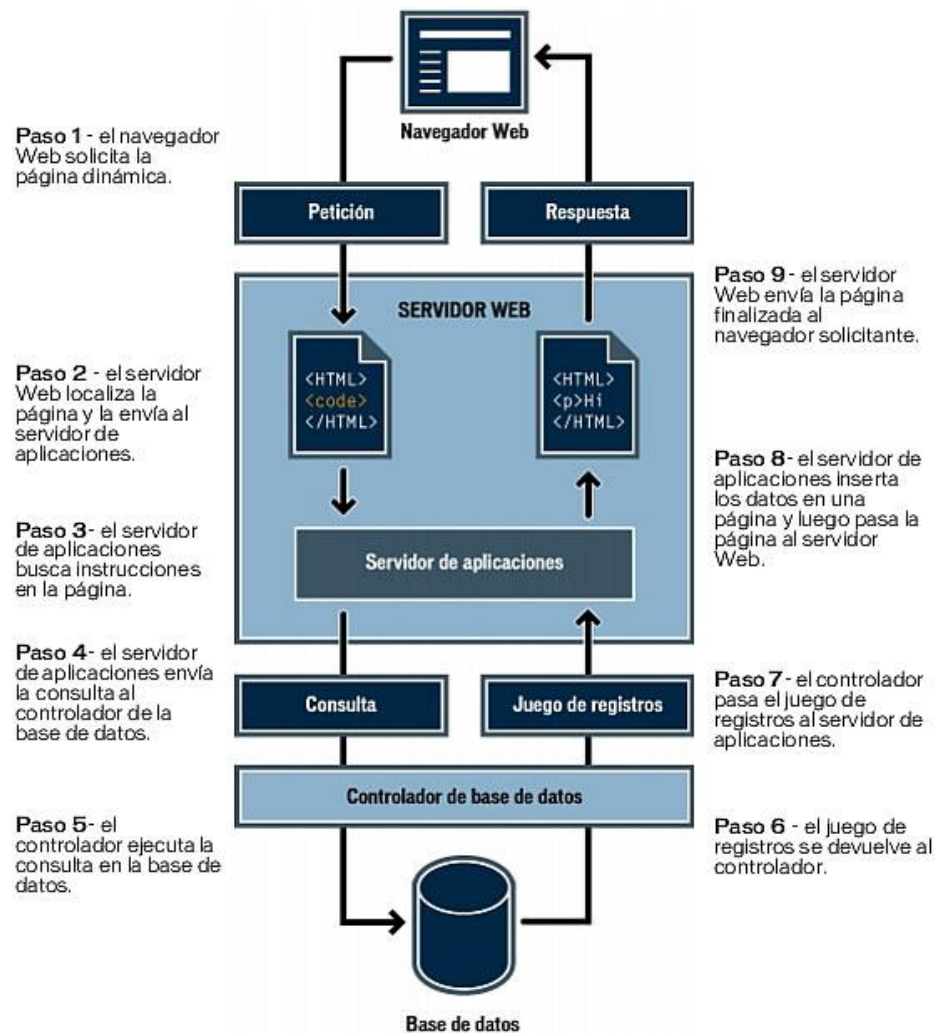 Navegador Web
Paso 1 - el navegador
Web solicita la
página dinámica.
Petición
Respuesta
SERVIDOR WEB
<HTML>
<code>
</HTML>
<HTML>
<p>Hi
</HTML>
Paso 2 - el servidor
Web localiza la
página y la envía al
servidor de
aplicaciones.
Paso 3 - el servidor
de aplicaciones
busca instrucciones
en la página.
Servidor de aplicaciones
Paso 4 - el servidor
de aplicaciones envía
la consulta al
controlador de la
base de datos.
Consulta
Juego de registros
Controlador de base de datos
Paso 5 - el
controlador ejecuta la
consulta en la base de
datos.
Base de datos
Paso 6 - el juego de
registros se devuelve al
controlador.
Paso 7 - el controlador
pasa el juego de
registros al servidor de
aplicaciones.
Paso 8 - el servidor de
aplicaciones inserta
los datos en una
página y luego pasa la
página al servidor
Web.
Paso 9 - el servidor
Web envía la página
finalizada al
navegador solicitante.